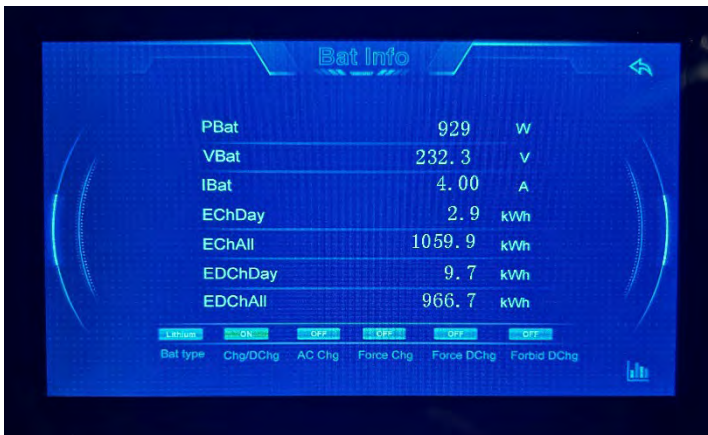 Bat Info
PBat 929 W
VBat 232.3 V
IBat 4.00 A
EChDay 2.9 kWh
EChAll 1059.9 kWh
EDChDay 9.7 kWh
EDChAll 966.7 kWh
Lithium ON OFF OFF OFF OFF
Bat type Chg/DChg AC Chg Force Chg Force DChg Forbid DChg